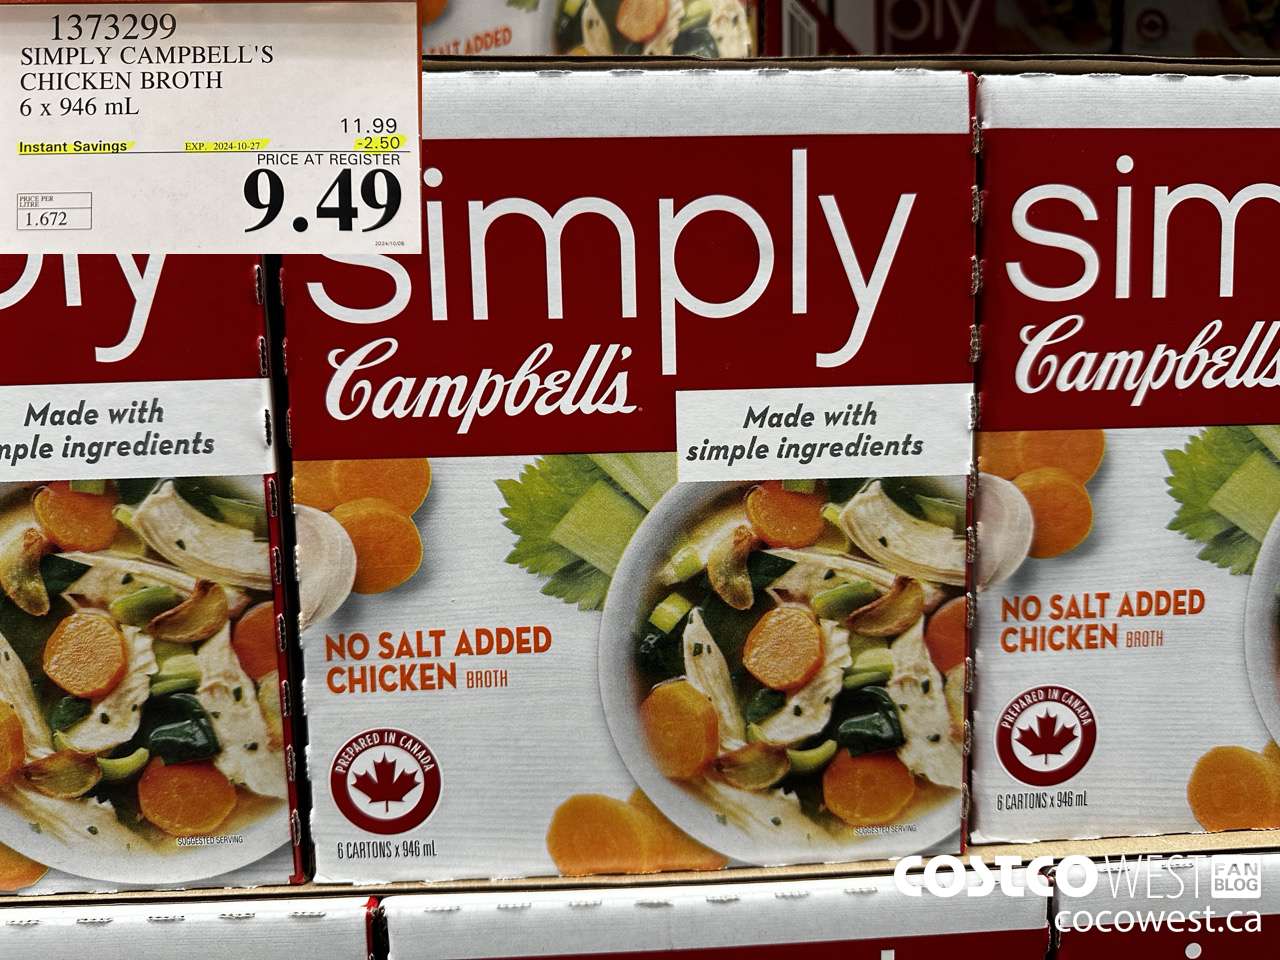 1373299
SIMPLY CAMPBELL'S
CHICKEN BROTH
6 x 946 mL
11.99
Instant Savings EXP. 2024-10-27 -2.50
PRICE AT REGISTER
9.49
PRICE PER
LITRE
1.672
2024/10/08
ply
T ADDED
ply
Made with
mple ingredients
SUGGESTED SERVING
simply
Campbell's
Made with
simple ingredients
NO SALT ADDED
CHICKEN BROTH
PREPARED IN CANADA
6 CARTONS x 946 mL
SUGGESTED SERVING
sim
Campbell's
NO SALT ADDED
CHICKEN BROTH
PREPARED IN CANADA
6 CARTONS x 946 mL
COSTCO WEST FAN BLOG
cocowest.ca